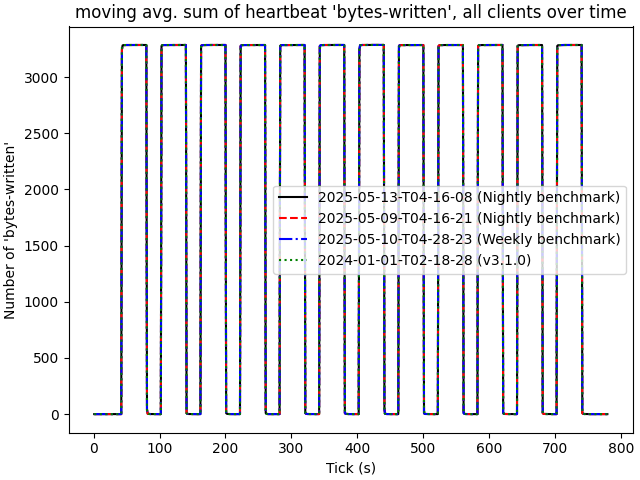 moving avg. sum of heartbeat 'bytes-written', all clients over time
Number of 'bytes-written'
3000
2500
2000
1500
1000
500
0
2025-05-13-T04-16-08 (Nightly benchmark)
2025-05-09-T04-16-21 (Nightly benchmark)
2025-05-10-T04-28-23 (Weekly benchmark)
2024-01-01-T02-18-28 (v3.1.0)
0 100 200 300 400 500 600 700 800
Tick (s)